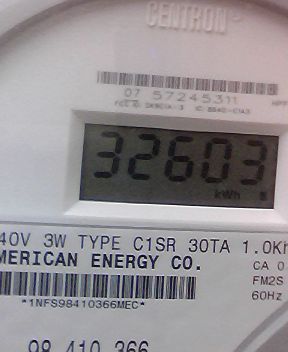 CENTRON®
07 57245311
32603
kWh
40V 3W TYPE C1SR 30TA 1.0Kh
MERICAN ENERGY CO.
CA 0
FM2S
60Hz
*1NFS98410366MEC*
98 410 366